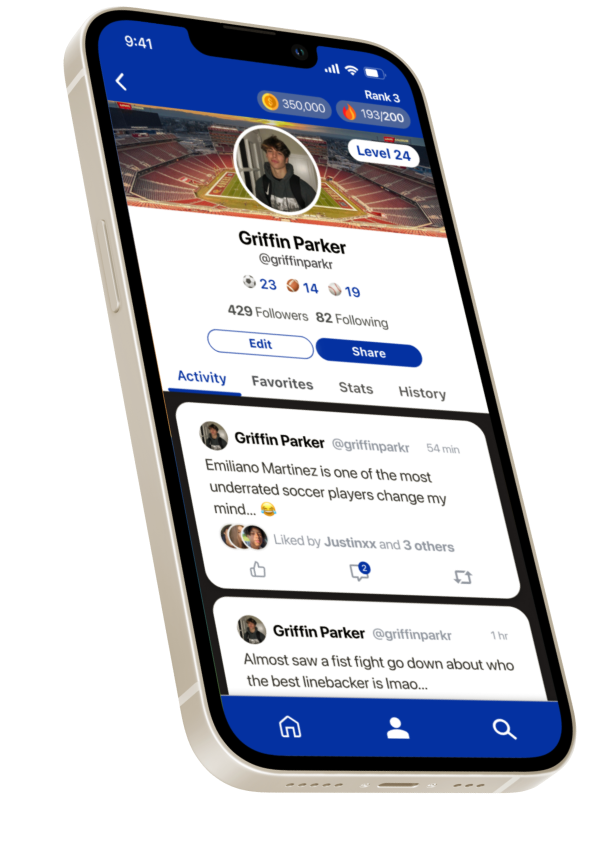 9:41
Rank 3
350,000
193/200
Level 24
Griffin Parker
@griffinparkr
23 14 19
429 Followers 82 Following
Edit Share
Activity Favorites Stats History
Griffin Parker @griffinparkr 54 min
Emiliano Martinez is one of the most
underrated soccer players change my
mind... 😂
Liked by Justinxx and 3 others
2
Griffin Parker @griffinparkr 1 hr
Almost saw a fist fight go down about who
the best linebacker is lmao...